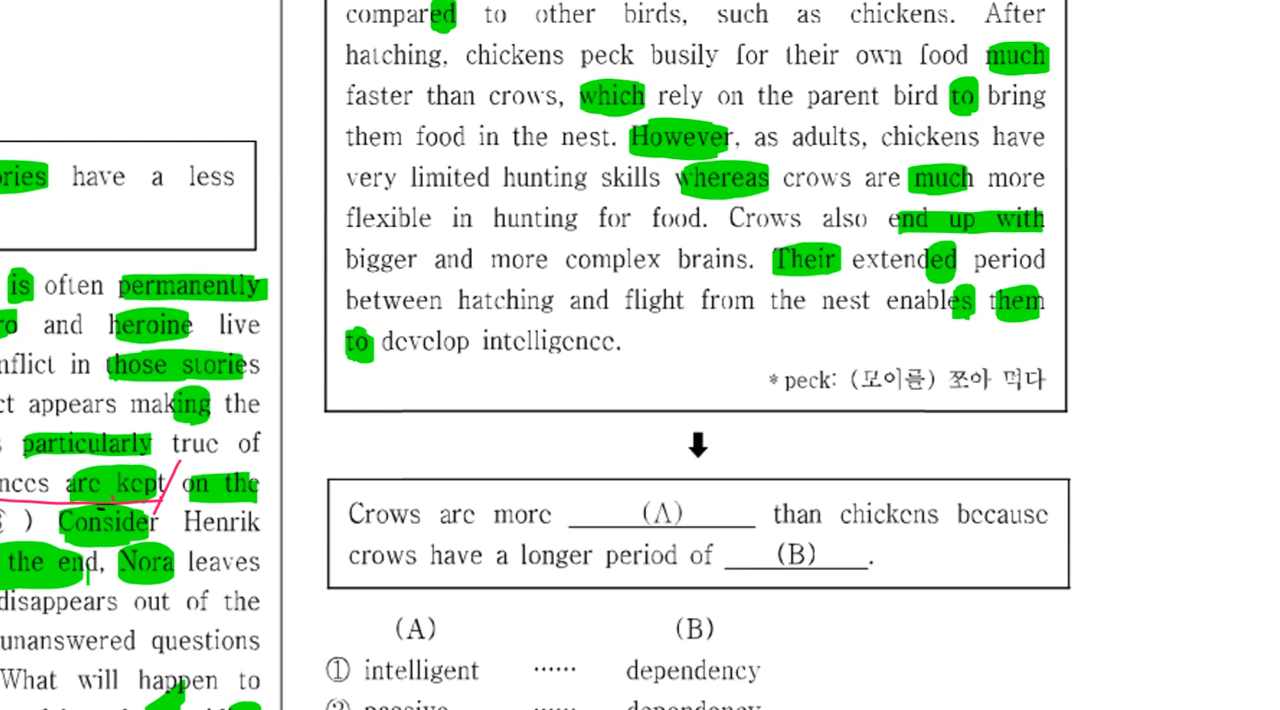 ories have a less
is often permanently
ro and heroine live
nflict in those stories
ct appears making the
particularly true of
nces are kept on the
) Consider Henrik
the end, Nora leaves
disappears out of the
unanswered questions
What will happen to
compared to other birds, such as chickens. After
hatching, chickens peck busily for their own food much
faster than crows, which rely on the parent bird to bring
them food in the nest. However, as adults, chickens have
very limited hunting skills whereas crows are much more
flexible in hunting for food. Crows also end up with
bigger and more complex brains. Their extended period
between hatching and flight from the nest enables them
to develop intelligence.
* peck: (모이를) 쪼아 먹다
Crows are more (A) than chickens because
crows have a longer period of (B).
(A) (B)
① intelligent ······ dependency
② passive ······ dependency